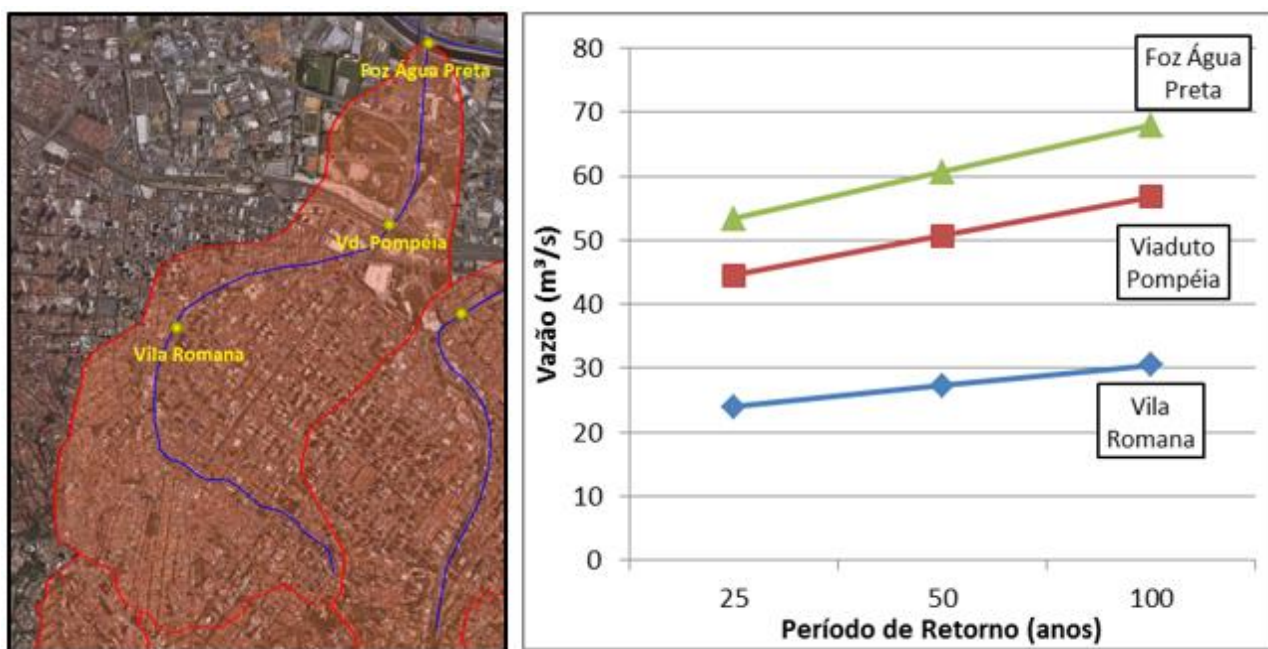 Foz Água Preta
Vd. Pompéia
Vila Romana
Vazão (m³/s)
80
70
60
50
40
30
20
10
0
25 50 100
Período de Retorno (anos)
Foz Água
Preta
Viaduto
Pompéia
Vila
Romana